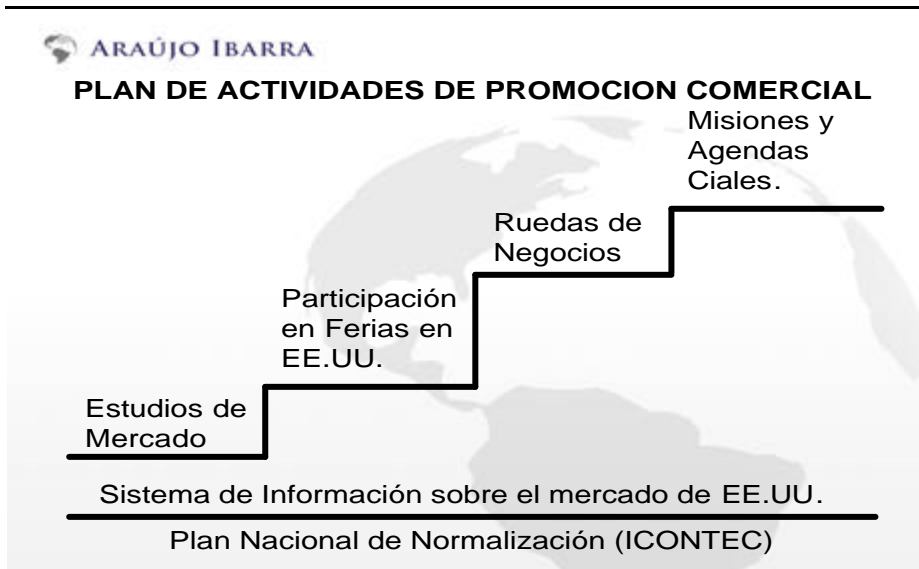 ARAÚJO IBARRA
PLAN DE ACTIVIDADES DE PROMOCION COMERCIAL
Misiones y
Agendas
Ciales.
Ruedas de
Negocios
Participación
en Ferias en
EE.UU.
Estudios de
Mercado
Sistema de Información sobre el mercado de EE.UU.
Plan Nacional de Normalización (ICONTEC)